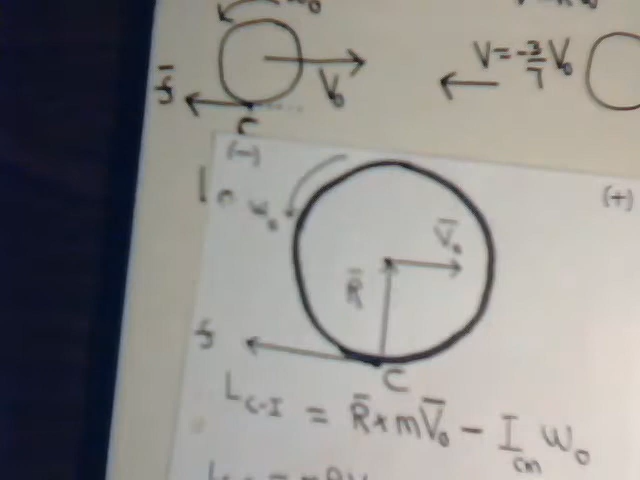 V₀
V = -3/7 V₀
f̄
C
(-)
(+)
ω₀
V̄₀
R̄
f
C
L_C-I = R̄ × mV̄₀ - I_cm ω₀